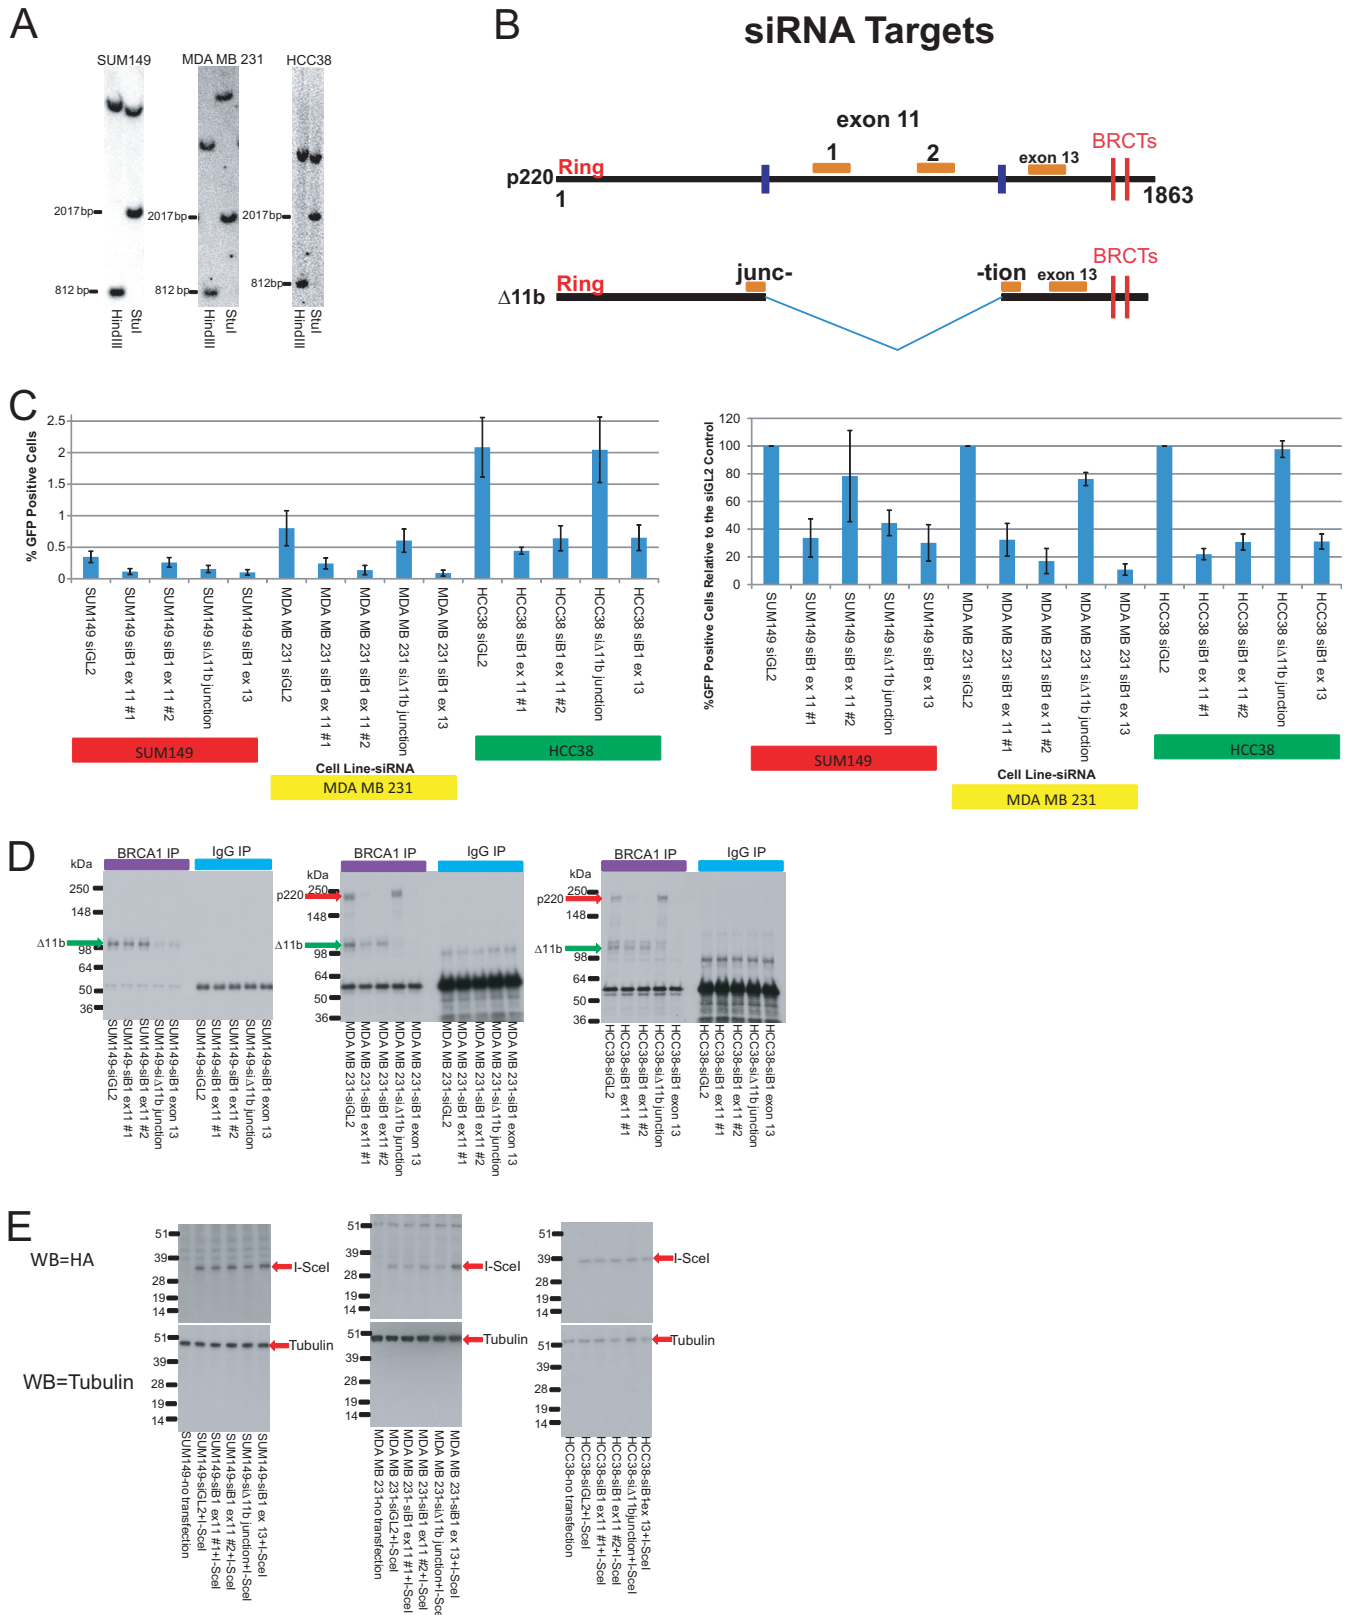 A
SUM149
MDA MB 231
HCC38
2017bp
812 bp
HindIII
StuI
2017bp
812 bp
HindIII
StuI
2017bp
812bp
HindIII
StuI
B
siRNA Targets
exon 11
1
2
exon 13
BRCTs
p220
Ring
1
1863
junc-
-tion
exon 13
BRCTs
Δ11b
Ring
C
% GFP Positive Cells
2.5
2
1.5
1
0.5
0
SUM149 siGL2
SUM149 siB1 ex 11 #1
SUM149 siB1 ex 11 #2
SUM149 siΔ11b junction
SUM149 siB1 ex 13
MDA MB 231 siGL2
MDA MB 231 siB1 ex 11 #1
MDA MB 231 siB1 ex 11 #2
MDA MB 231 siΔ11b junction
MDA MB 231 siB1 ex 13
HCC38 siGL2
HCC38 siB1 ex 11 #1
HCC38 siB1 ex 11 #2
HCC38 siΔ11b junction
HCC38 siB1 ex 13
SUM149
Cell Line-siRNA
MDA MB 231
HCC38
%GFP Positive Cells Relative to the siGL2 Control
120
100
80
60
40
20
0
SUM149 siGL2
SUM149 siB1 ex 11 #1
SUM149 siB1 ex 11 #2
SUM149 siΔ11b junction
SUM149 siB1 ex 13
MDA MB 231 siGL2
MDA MB 231 siB1 ex 11 #1
MDA MB 231 siB1 ex 11 #2
MDA MB 231 siΔ11b junction
MDA MB 231 siB1 ex 13
HCC38 siGL2
HCC38 siB1 ex 11 #1
HCC38 siB1 ex 11 #2
HCC38 siΔ11b junction
HCC38 siB1 ex 13
SUM149
Cell Line-siRNA
MDA MB 231
HCC38
D
kDa
BRCA1 IP
IgG IP
250
148
Δ11b
98
64
50
36
SUM149-siGL2
SUM149-siB1 ex11 #1
SUM149-siB1 ex11 #2
SUM149-siΔ11b junction
SUM149-siB1 exon 13
SUM149-siGL2
SUM149-siB1 ex11 #1
SUM149-siB1 ex11 #2
SUM149-siΔ11b junction
SUM149-siB1 exon 13
kDa
BRCA1 IP
IgG IP
p220
250
148
Δ11b
98
64
50
36
MDA MB 231-siGL2
MDA MB 231-siB1 ex11 #1
MDA MB 231-siB1 ex11 #2
MDA MB 231-siΔ11b junction
MDA MB 231-siB1 exon 13
MDA MB 231-siGL2
MDA MB 231-siB1 ex11 #1
MDA MB 231-siB1 ex11 #2
MDA MB 231-siΔ11b junction
MDA MB 231-siB1 exon 13
kDa
BRCA1 IP
IgG IP
p220
250
148
Δ11b
98
64
50
36
HCC38-siGL2
HCC38-siB1 ex11 #1
HCC38-siB1 ex11 #2
HCC38-siΔ11b junction
HCC38-siB1 exon 13
HCC38-siGL2
HCC38-siB1 ex11 #1
HCC38-siB1 ex11 #2
HCC38-siΔ11b junction
HCC38-siB1 exon 13
E
WB=HA
51
39
28
19
14
I-SceI
51
39
28
19
14
I-SceI
51
39
28
19
14
I-SceI
WB=Tubulin
51
39
28
19
14
Tubulin
51
39
28
19
14
Tubulin
51
39
28
19
14
Tubulin
SUM149-no transfection
SUM149-siGL2+I-SceI
SUM149-siB1 ex11 #1+I-SceI
SUM149-siB1 ex11 #2+I-SceI
SUM149-siΔ11b junction+I-SceI
SUM149-siB1 ex 13+I-SceI
MDA MB 231-no transfection
MDA MB 231-siGL2+I-SceI
MDA MB 231-siB1 ex11 #1+I-SceI
MDA MB 231-siB1 ex11 #2+I-SceI
MDA MB 231-siΔ11b junction+I-SceI
MDA MB 231-siB1 ex 13+I-SceI
HCC38-no transfection
HCC38-siGL2+I-SceI
HCC38-siB1 ex11 #1+I-SceI
HCC38-siB1 ex11 #2+I-SceI
HCC38-siΔ11bjunction+I-SceI
HCC38-siB1 ex 13+I-SceI